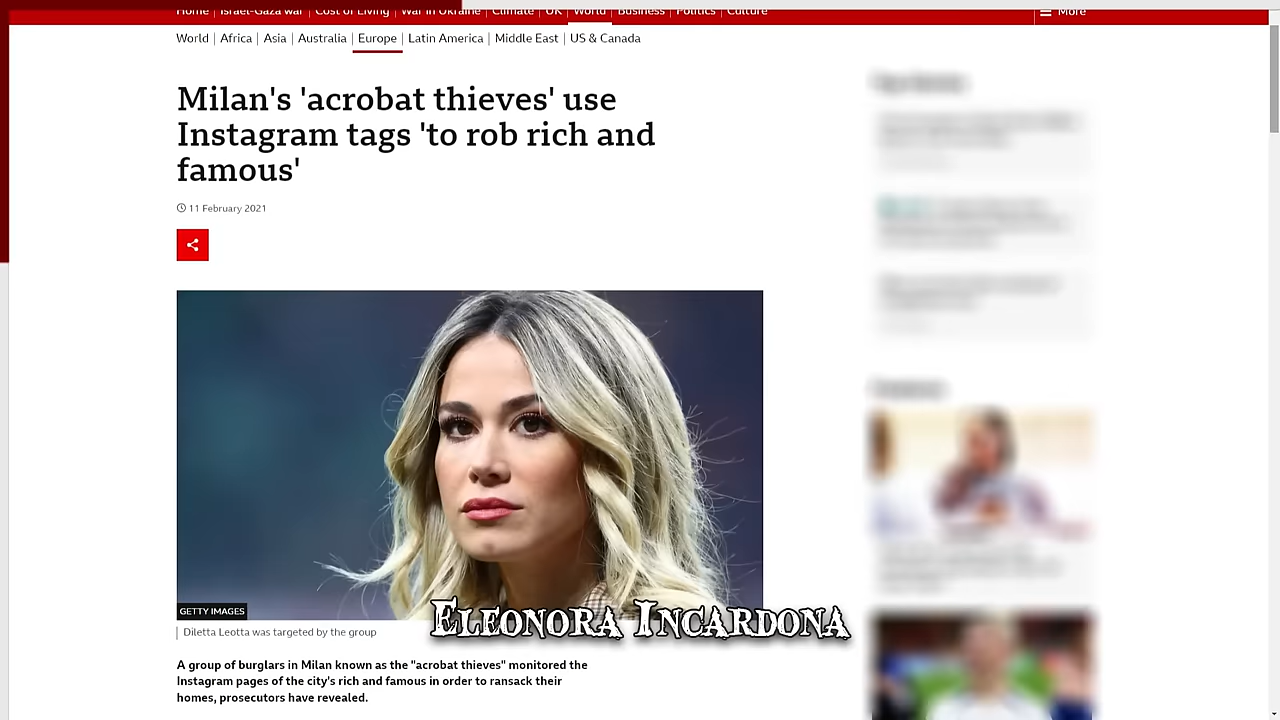 Home Israel-Gaza war Cost of Living War in Ukraine Climate UK World Business Politics Culture More
World Africa Asia Australia Europe Latin America Middle East US & Canada
Milan's 'acrobat thieves' use
Instagram tags 'to rob rich and
famous'
11 February 2021
GETTY IMAGES
Diletta Leotta was targeted by the group
Eleonora Incardona
A group of burglars in Milan known as the "acrobat thieves" monitored the
Instagram pages of the city's rich and famous in order to ransack their
homes, prosecutors have revealed.